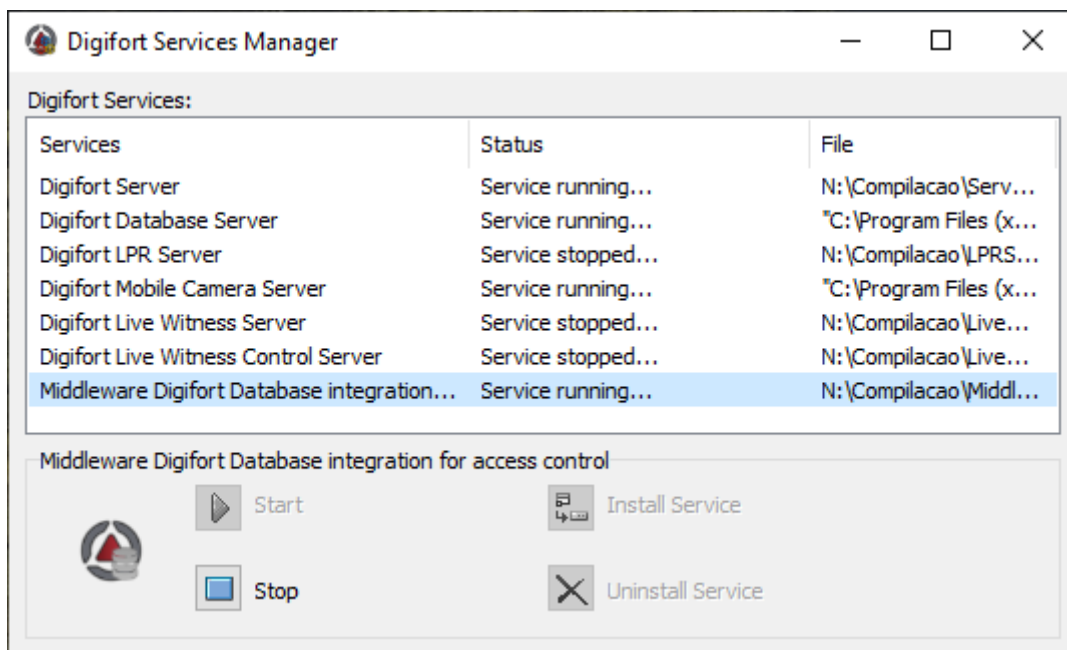 Digifort Services Manager
Digifort Services:
Services Status File
Digifort Server Service running... N:\Compilacao\Serv...
Digifort Database Server Service running... "C:\Program Files (x...
Digifort LPR Server Service stopped... N:\Compilacao\LPRS...
Digifort Mobile Camera Server Service running... "C:\Program Files (x...
Digifort Live Witness Server Service stopped... N:\Compilacao\Live...
Digifort Live Witness Control Server Service stopped... N:\Compilacao\Live...
Middleware Digifort Database integration... Service running... N:\Compilacao\Middl...
Middleware Digifort Database integration for access control
Start Install Service
Stop Uninstall Service